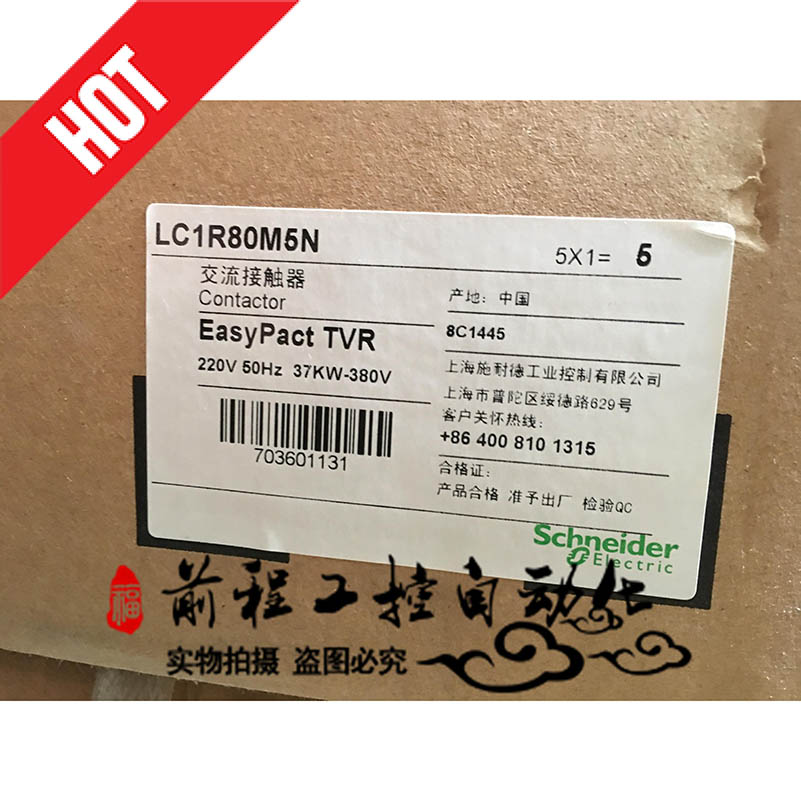 HOT
LC1R80M5N
5X1= 5
交流接触器
Contactor
产地: 中国
EasyPact TVR
8C1445
220V 50Hz 37KW-380V
上海施耐德工业控制有限公司
上海市普陀区绥德路629号
客户关怀热线:
+86 400 810 1315
703601131
合格证:
产品合格 准予出厂 检验QC
Schneider
Electric
福
前程工控自动化
实物拍摄 盗图必究